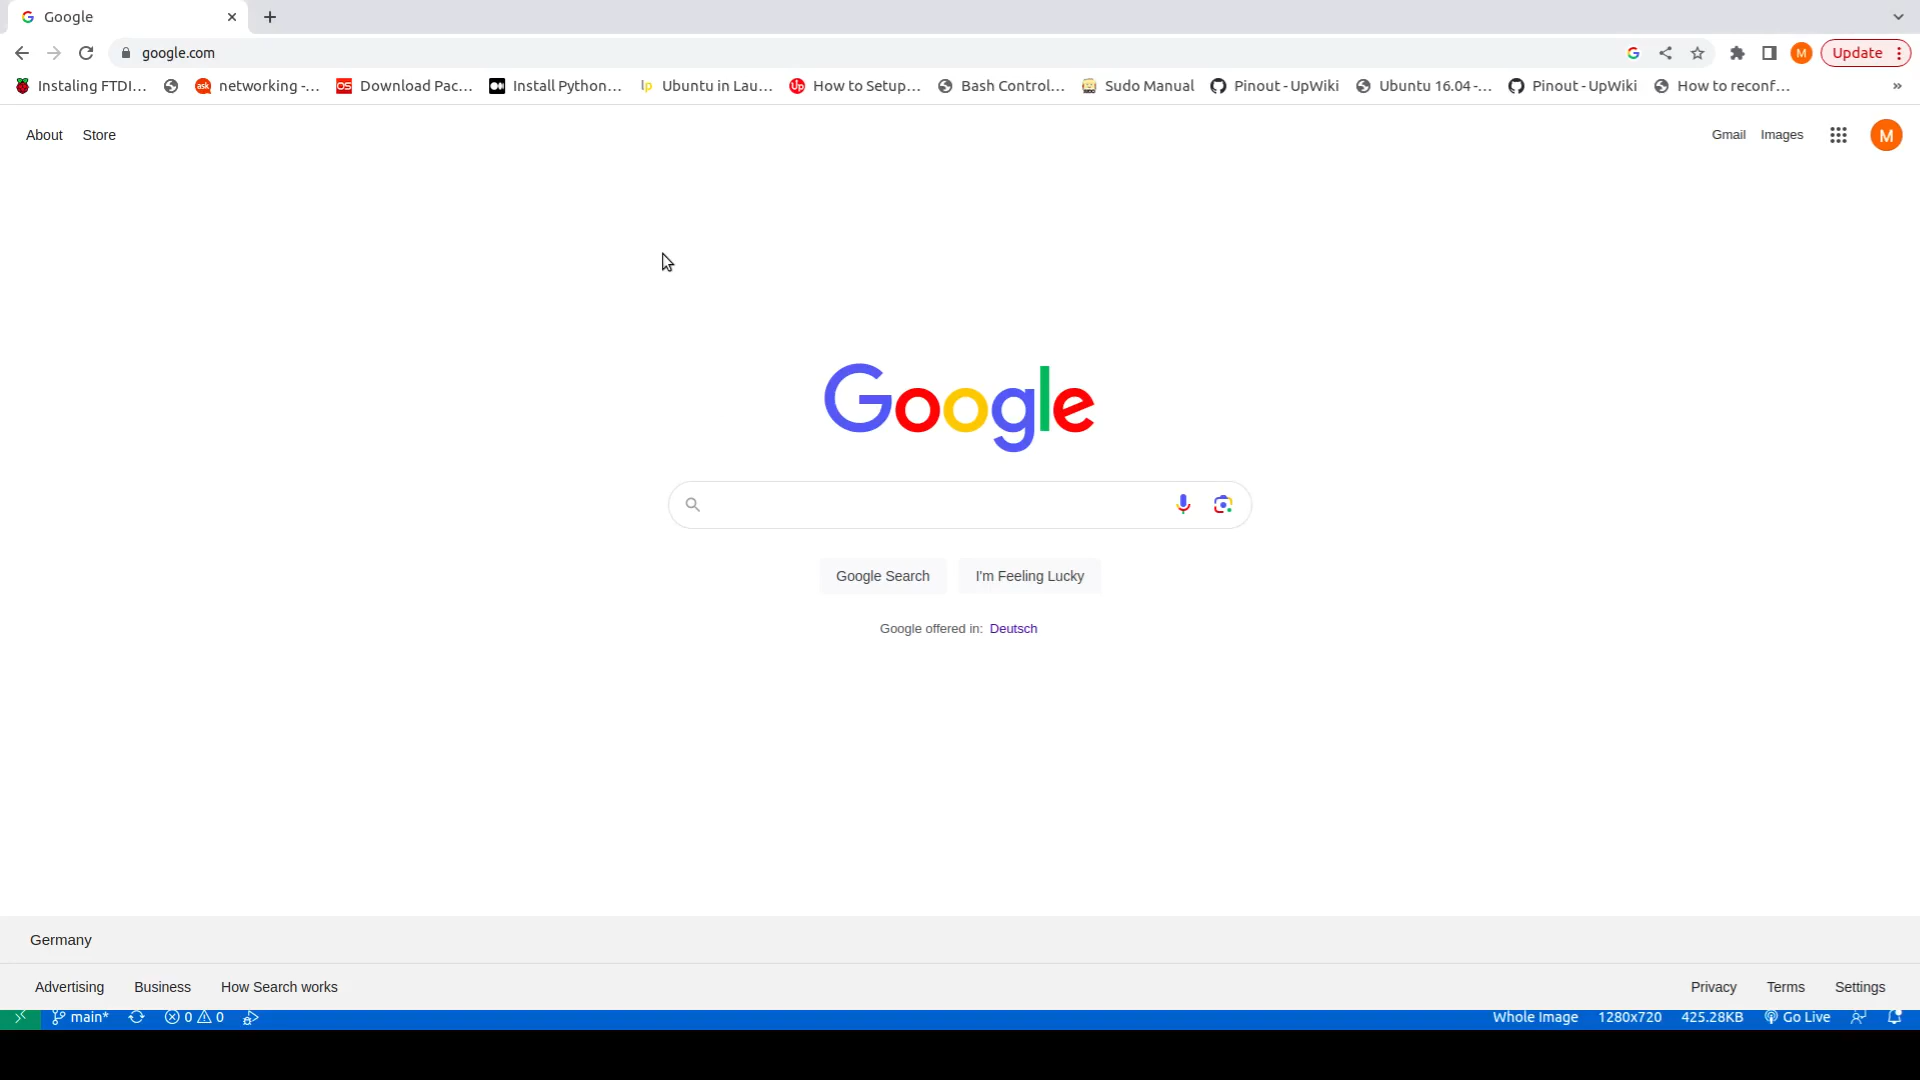 Google
google.com
Update
Instaling FTDI...
networking -...
Download Pac...
Install Python...
Ubuntu in Lau...
How to Setup...
Bash Control...
Sudo Manual
Pinout - UpWiki
Ubuntu 16.04 -...
Pinout - UpWiki
How to reconf...
»
About Store
Gmail Images
M
Google
Google Search I'm Feeling Lucky
Google offered in: Deutsch
Germany
Advertising Business How Search works
Privacy Terms Settings
main* 0 0
Whole Image 1280x720 425.28KB Go Live